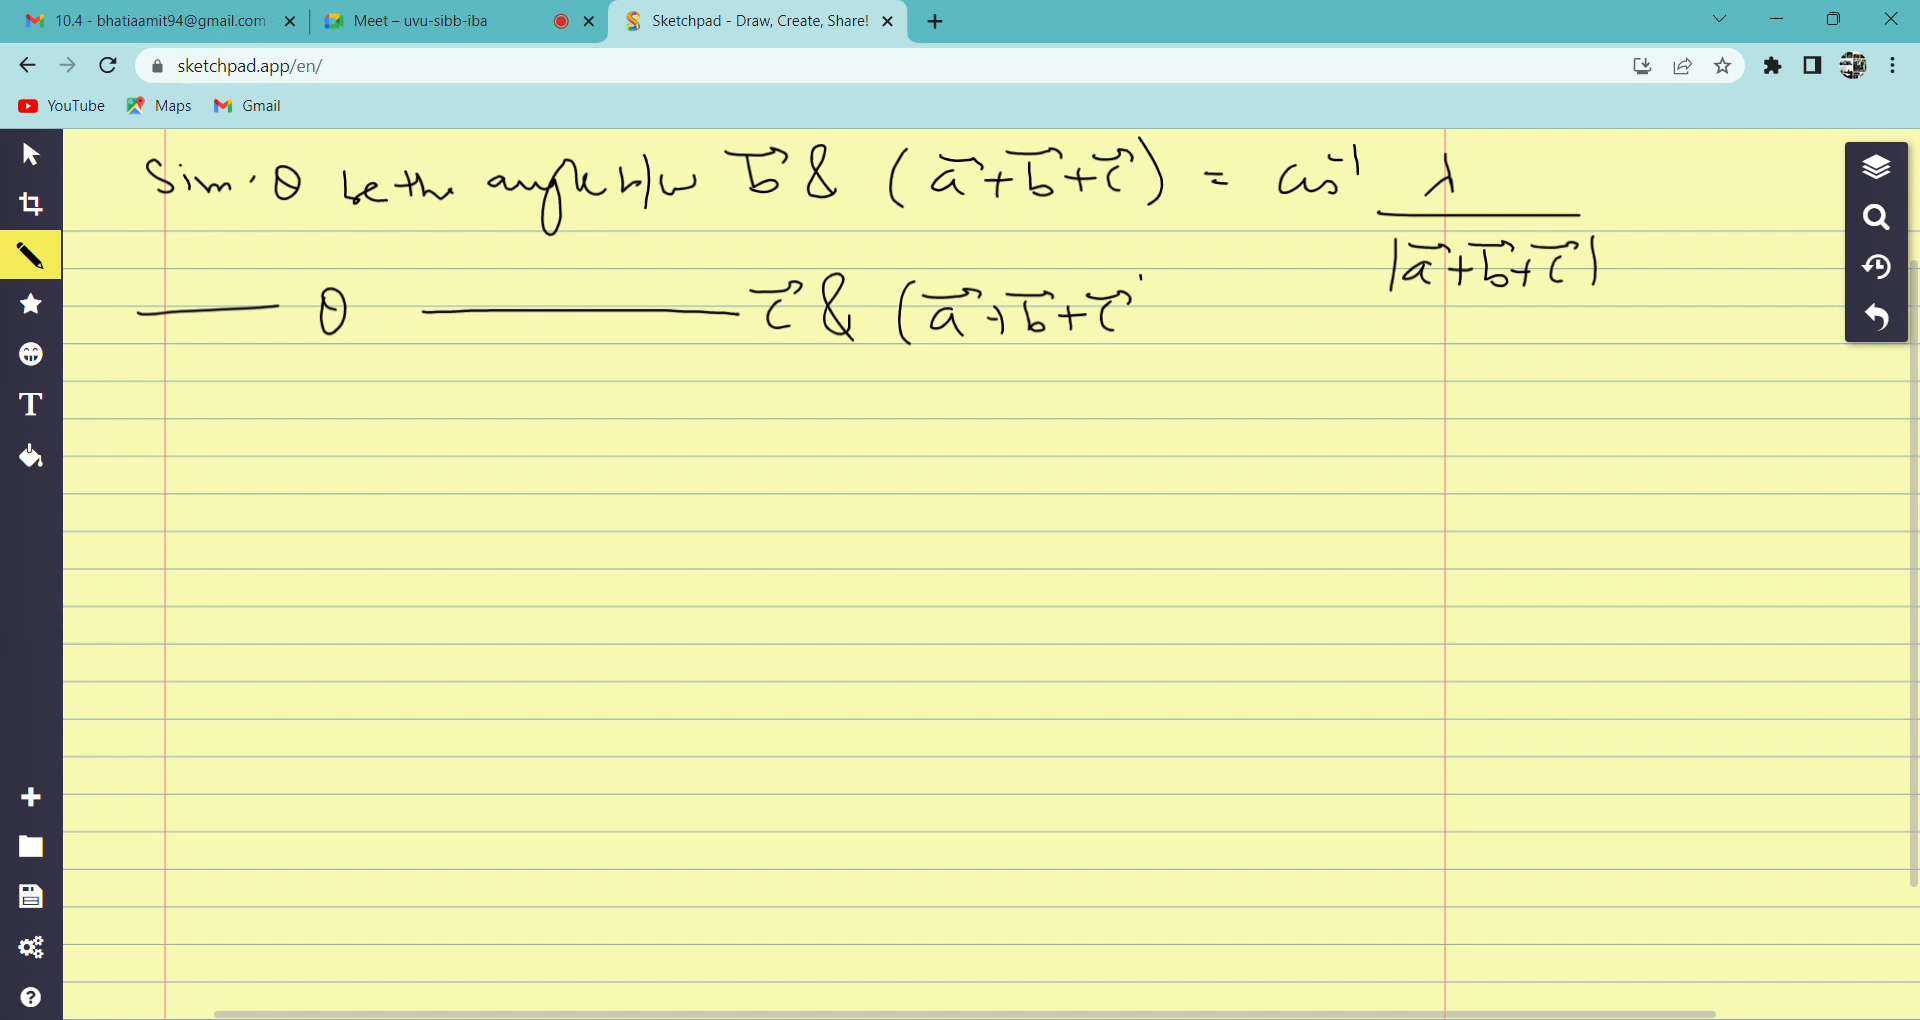 10.4 - bhatiaamit94@gmail.com
Meet – uvu-sibb-iba
Sketchpad - Draw, Create, Share!
sketchpad.app/en/
YouTube
Maps
Gmail
Sim. θ be the angle b/w b⃗ & (a⃗+b⃗+c⃗) = cos⁻¹ λ / |a⃗+b⃗+c⃗|
—— θ ———— c⃗ & (a⃗+b⃗+c⃗
T